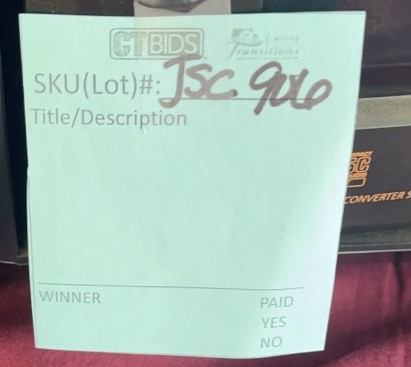 CTBIDS Caring Transitions
SKU(Lot)#: JSC. 906
Title/Description
CONVERTER S
WINNER PAID
YES
NO